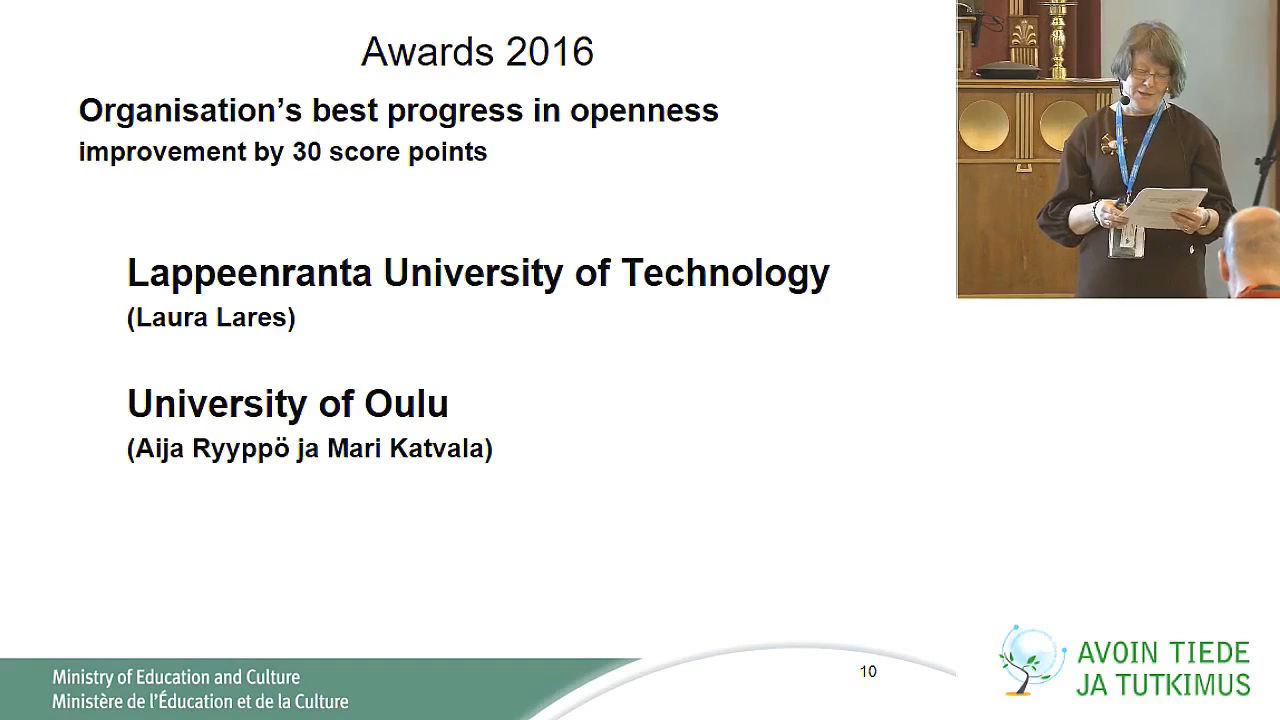 Awards 2016
Organisation's best progress in openness
improvement by 30 score points
Lappeenranta University of Technology
(Laura Lares)
University of Oulu
(Aija Ryyppö ja Mari Katvala)
Ministry of Education and Culture
Ministère de l'Éducation et de la Culture
10
AVOIN TIEDE
JA TUTKIMUS